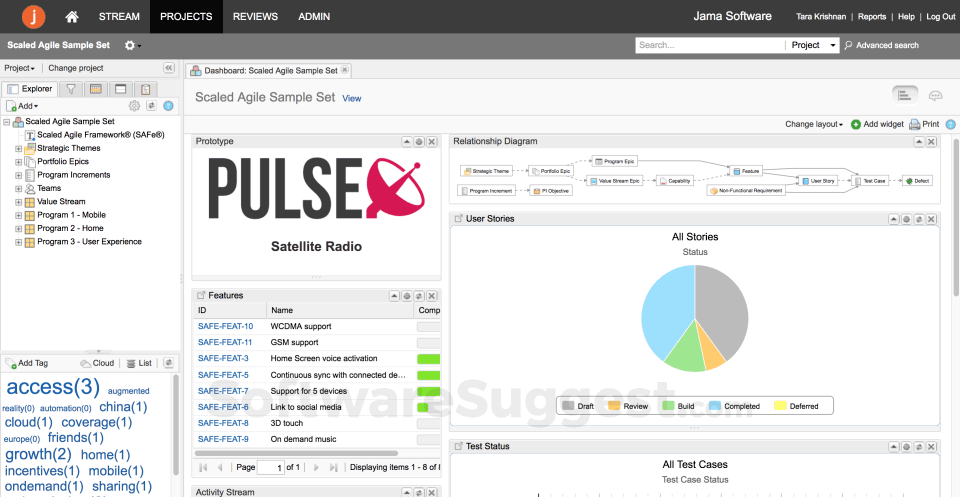 j STREAM PROJECTS REVIEWS ADMIN Jama Software Tara Krishnan | Reports | Help | Log Out
Scaled Agile Sample Set Search... Project Advanced search
Project Change project
Dashboard: Scaled Agile Sample Set
Explorer
Add
Scaled Agile Sample Set
Scaled Agile Framework® (SAFe®)
Strategic Themes
Portfolio Epics
Program Increments
Teams
Value Stream
Program 1 - Mobile
Program 2 - Home
Program 3 - User Experience
Add Tag Cloud List
access(3) augmented
reality(0) automation(0) china(1)
cloud(1) coverage(1)
europe(0) friends(1)
growth(2) home(1)
incentives(1) mobile(1)
ondemand(1) sharing(1)
Scaled Agile Sample Set View
Change layout Add widget Print
Prototype
PULSE
Satellite Radio
Features
ID Name Comp
SAFE-FEAT-10 WCDMA support
SAFE-FEAT-11 GSM support
SAFE-FEAT-3 Home Screen voice activation
SAFE-FEAT-5 Continuous sync with connected de...
SAFE-FEAT-7 Support for 5 devices
SAFE-FEAT-6 Link to social media
SAFE-FEAT-8 3D touch
SAFE-FEAT-9 On demand music
Page 1 of 1 Displaying items 1 - 8 of 8
Activity Stream
Relationship Diagram
Strategic Theme Portfolio Epic Program Epic Feature
Program Increment PI Objective Value Stream Epic Capability Non-Functional Requirement User Story Test Case Defect
User Stories
All Stories
Status
Draft Review Build Completed Deferred
SoftwareSuggest.com
Test Status
All Test Cases
Test Case Status